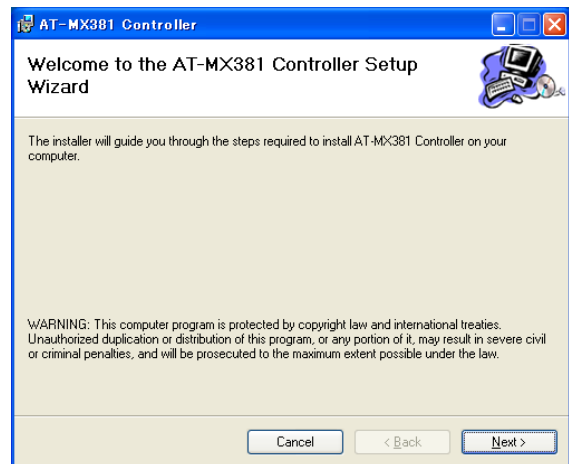 AT-MX381 Controller
Welcome to the AT-MX381 Controller Setup
Wizard
The installer will guide you through the steps required to install AT-MX381 Controller on your
computer.
WARNING: This computer program is protected by copyright law and international treaties.
Unauthorized duplication or distribution of this program, or any portion of it, may result in severe civil
or criminal penalties, and will be prosecuted to the maximum extent possible under the law.
Cancel
< Back
Next >